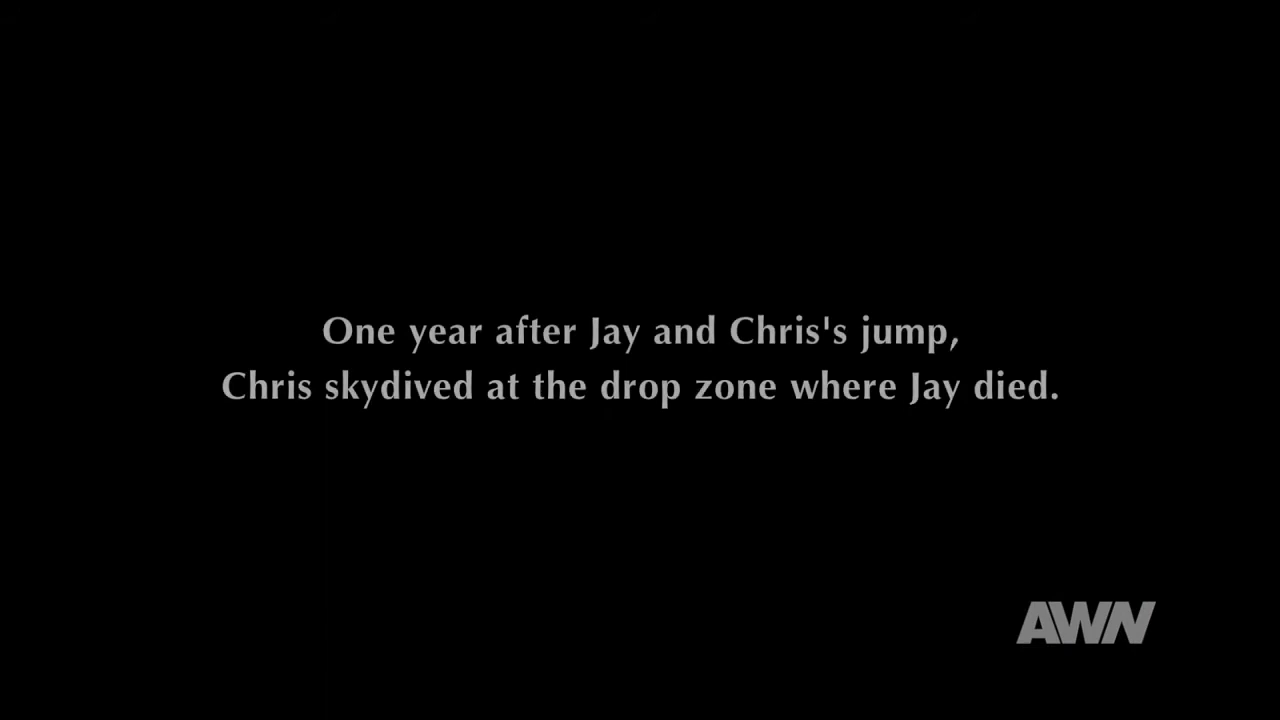 One year after Jay and Chris's jump,
Chris skydived at the drop zone where Jay died.
AWN